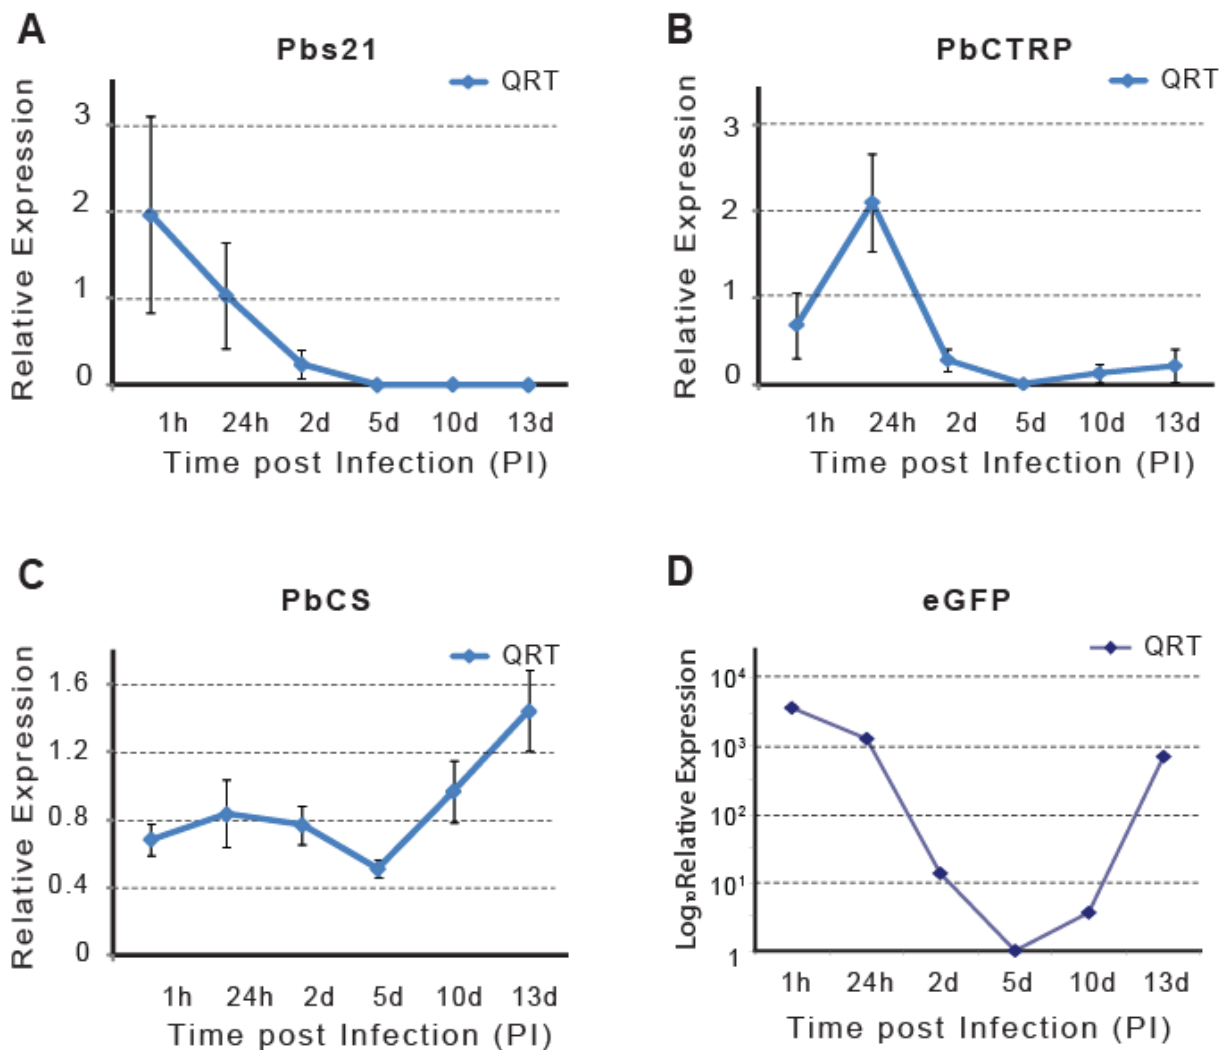 A
Pbs21
QRT
Relative Expression
3
2
1
0
1h 24h 2d 5d 10d 13d
Time post Infection (PI)
B
PbCTRP
QRT
Relative Expression
3
2
1
0
1h 24h 2d 5d 10d 13d
Time post Infection (PI)
C
PbCS
QRT
Relative Expression
1.6
1.2
0.8
0.4
0
1h 24h 2d 5d 10d 13d
Time post Infection (PI)
D
eGFP
QRT
Log₁₀Relative Expression
10⁴
10³
10²
10¹
1
1h 24h 2d 5d 10d 13d
Time post Infection (PI)